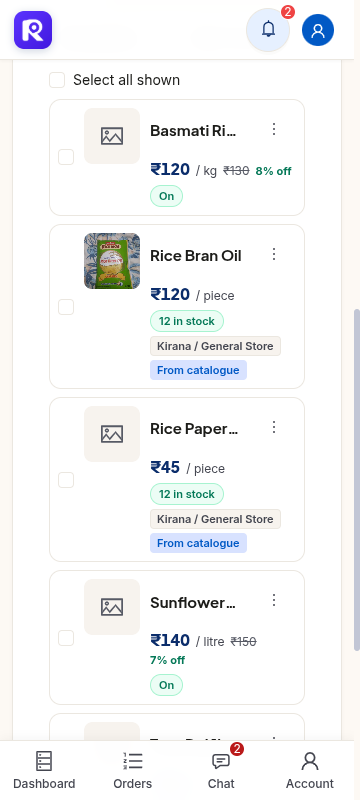 2
Select all shown
Basmati Ri...
₹120 / kg ₹130 8% off
On
Rice Bran Oil
₹120 / piece
12 in stock
Kirana / General Store
From catalogue
Rice Paper...
₹45 / piece
12 in stock
Kirana / General Store
From catalogue
Sunflower...
₹140 / litre ₹150
7% off
On
2
Dashboard Orders Chat Account